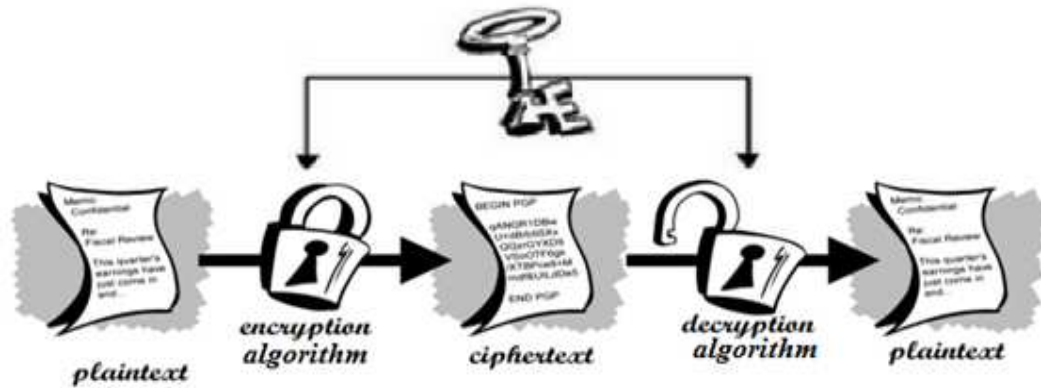 Memo
Confidential
Re:
Fiscal Review
This quarter's
earnings have
just come in
and...
plaintext
encryption
algorithm
BEGIN PGP
END PGP
ciphertext
decryption
algorithm
Memo
Confidential
Re:
Fiscal Review
This quarter's
earnings have
just come in
and...
plaintext